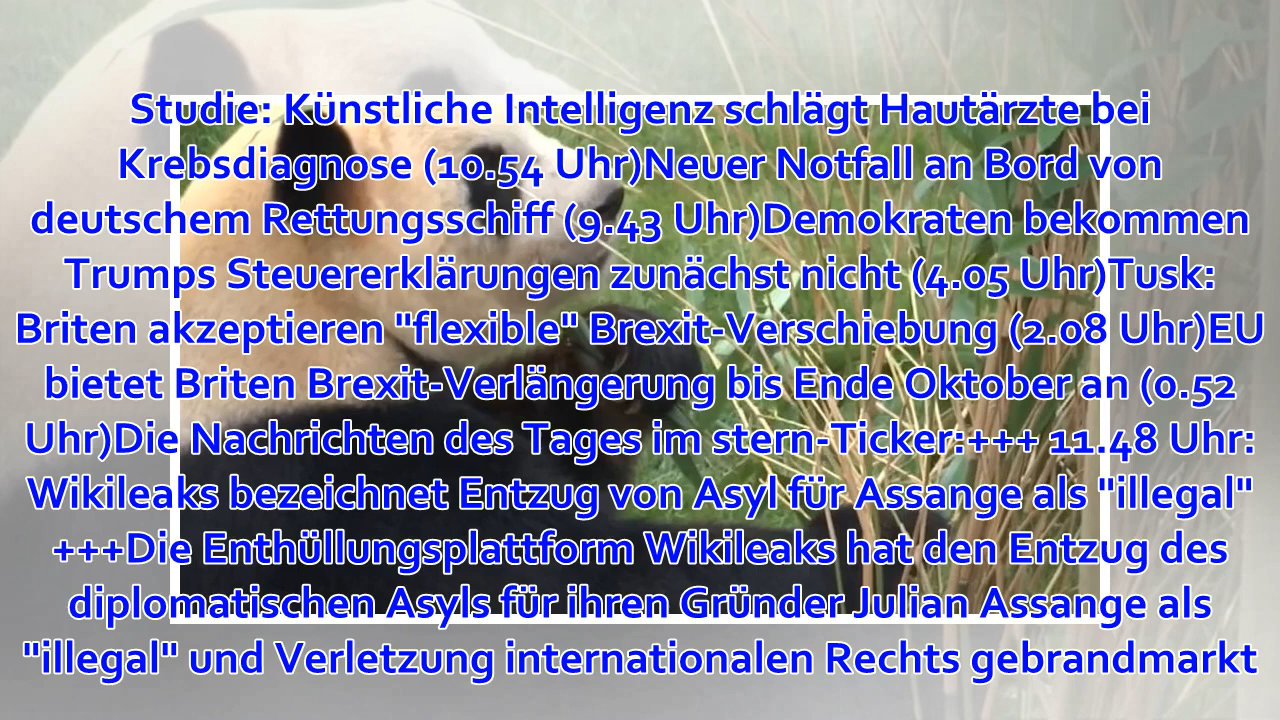 Studie: Künstliche Intelligenz schlägt Hautärzte bei
Krebsdiagnose (10.54 Uhr)Neuer Notfall an Bord von
deutschem Rettungsschiff (9.43 Uhr)Demokraten bekommen
Trumps Steuererklärungen zunächst nicht (4.05 Uhr)Tusk:
Briten akzeptieren "flexible" Brexit-Verschiebung (2.08 Uhr)EU
bietet Briten Brexit-Verlängerung bis Ende Oktober an (0.52
Uhr)Die Nachrichten des Tages im stern-Ticker:+++ 11.48 Uhr:
Wikileaks bezeichnet Entzug von Asyl für Assange als "illegal"
+++Die Enthüllungsplattform Wikileaks hat den Entzug des
diplomatischen Asyls für ihren Gründer Julian Assange als
"illegal" und Verletzung internationalen Rechts gebrandmarkt